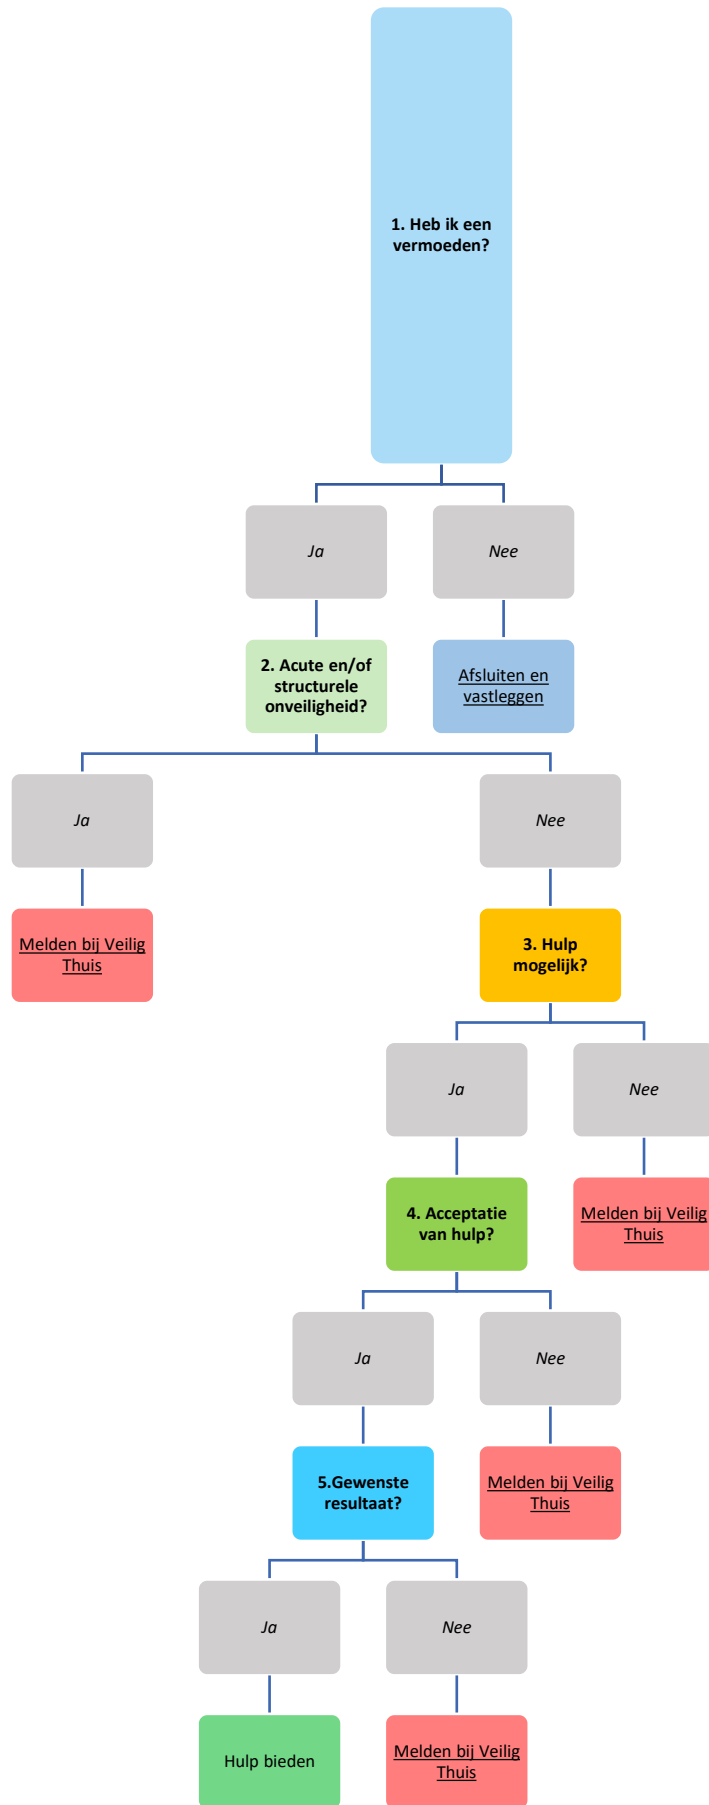 1. Heb ik een
vermoeden?
Ja
Nee
2. Acute en/of
structurele
onveiligheid?
Afsluiten en
vastleggen
Ja
Nee
Melden bij Veilig
Thuis
3. Hulp
mogelijk?
Ja
Nee
4. Acceptatie
van hulp?
Melden bij Veilig
Thuis
Ja
Nee
5.Gewenste
resultaat?
Melden bij Veilig
Thuis
Ja
Nee
Hulp bieden
Melden bij Veilig
Thuis